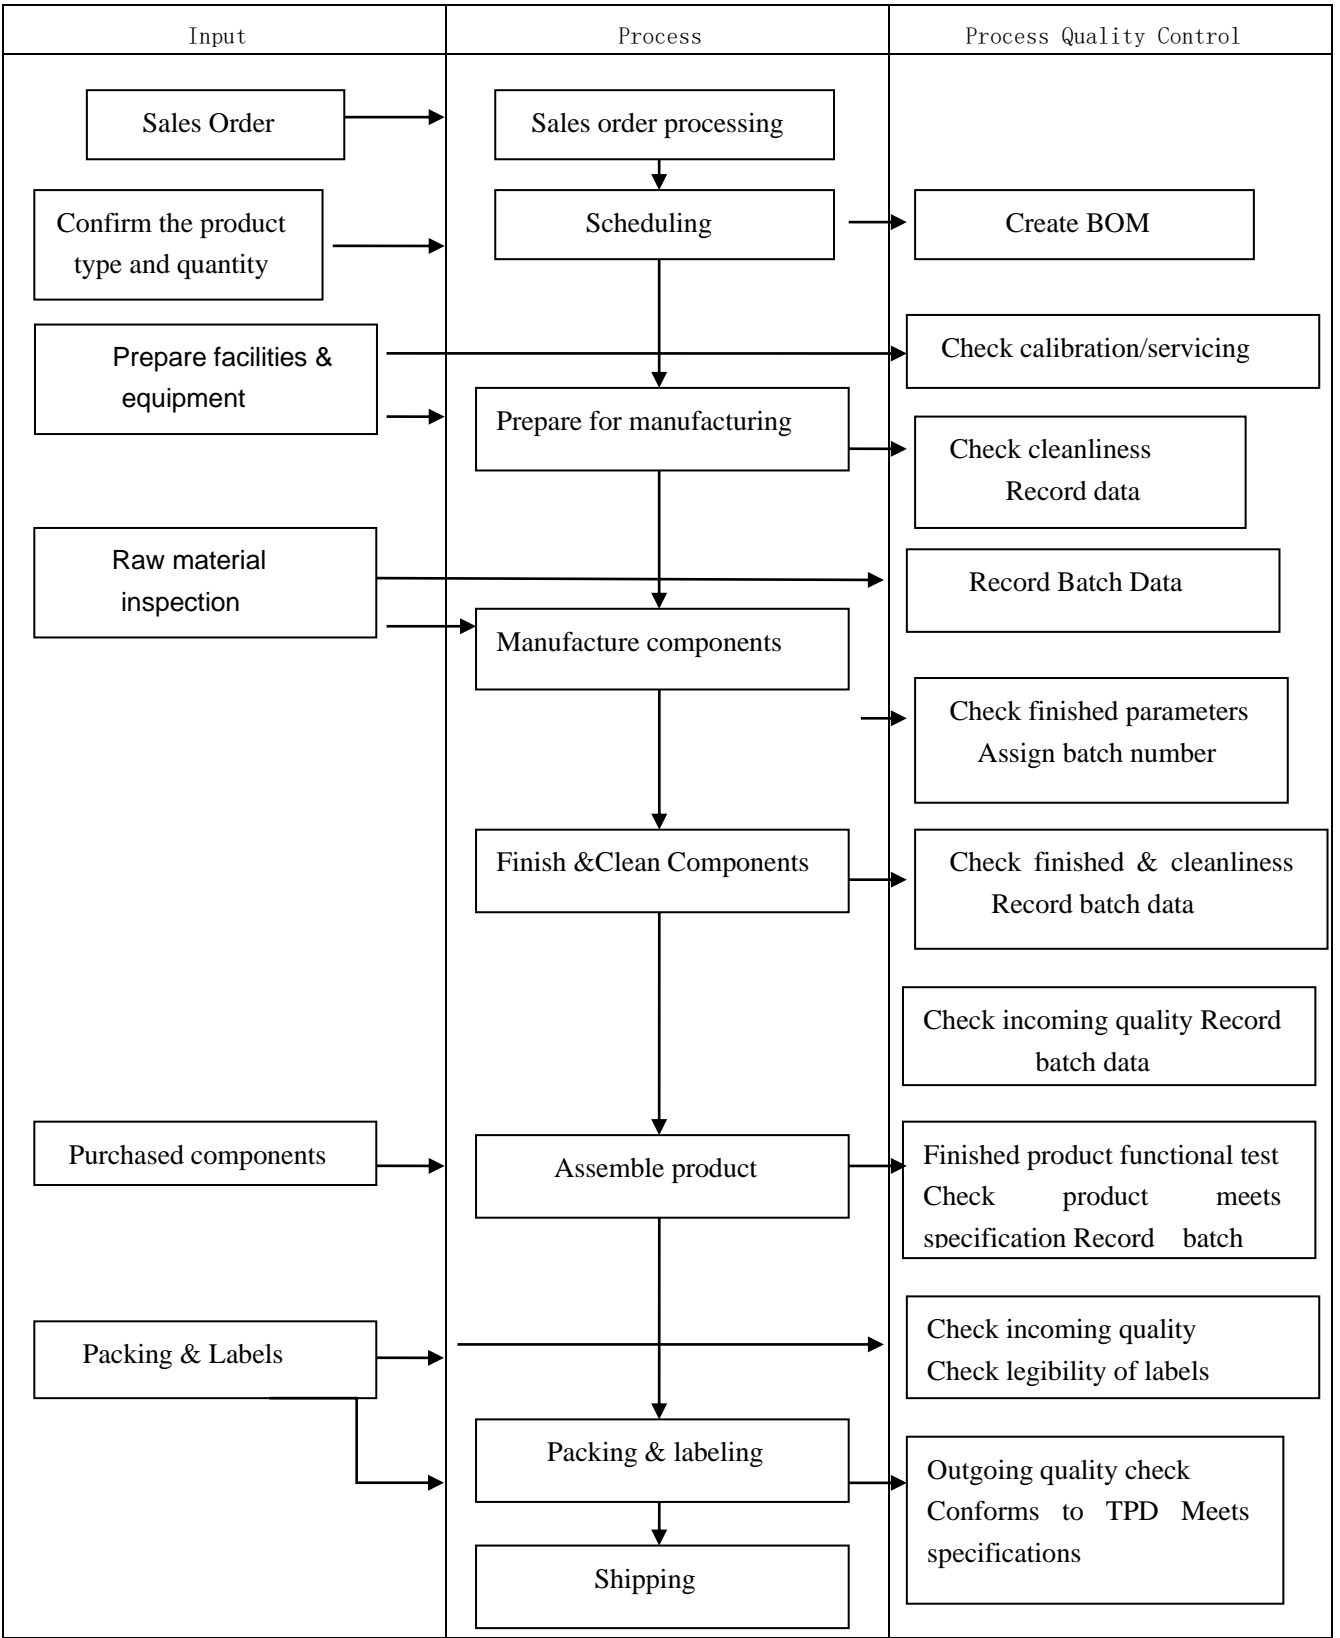 Input
Process
Process Quality Control
Sales Order
Sales order processing
Confirm the product
type and quantity
Scheduling
Create BOM
Prepare facilities &
equipment
Check calibration/servicing
Prepare for manufacturing
Check cleanliness
Record data
Raw material
inspection
Record Batch Data
Manufacture components
Check finished parameters
Assign batch number
Finish &Clean Components
Check finished & cleanliness
Record batch data
Check incoming quality Record
batch data
Purchased components
Assemble product
Finished product functional test
Check product meets
specification Record batch
Packing & Labels
Check incoming quality
Check legibility of labels
Packing & labeling
Outgoing quality check
Conforms to TPD Meets
specifications
Shipping